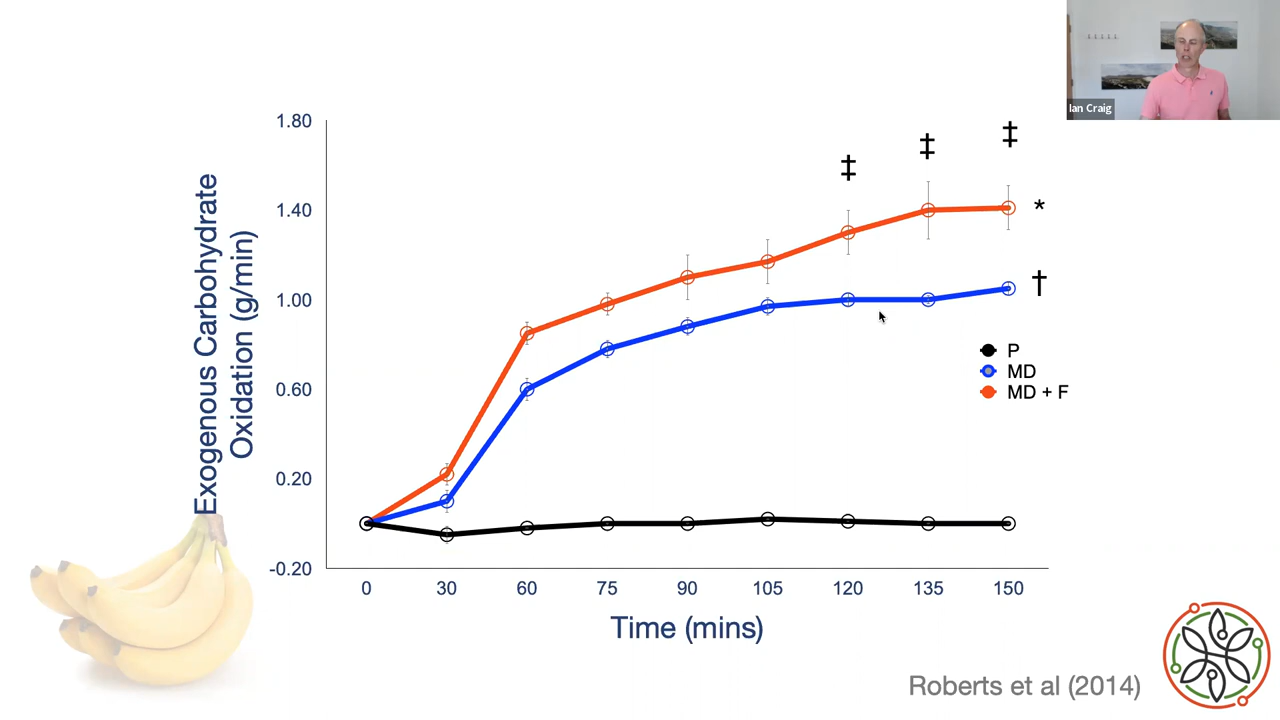 Ian Craig
Exogenous Carbohydrate
Oxidation (g/min)
1.80
1.40
1.00
0.60
0.20
-0.20
‡
‡
‡
*
†
P
MD
MD + F
0 30 60 75 90 105 120 135 150
Time (mins)
Roberts et al (2014)